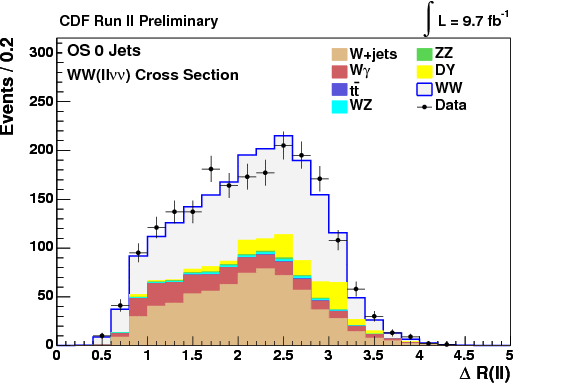 CDF Run II Preliminary
∫ L = 9.7 fb⁻¹
Events / 0.2
OS 0 Jets
WW(llνν) Cross Section
W+jets
Wγ
tt̄
WZ
ZZ
DY
WW
Data
300
250
200
150
100
50
0
0 0.5 1 1.5 2 2.5 3 3.5 4 4.5 5
Δ R(ll)